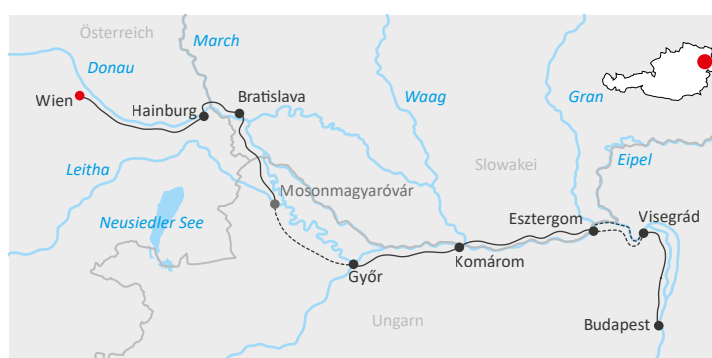 Österreich
March
Donau
Wien
Hainburg
Bratislava
Waag
Gran
Leitha
Slowakei
Eipel
Mosonmagyaróvár
Neusiedler See
Esztergom
Visegrád
Komárom
Győr
Ungarn
Budapest